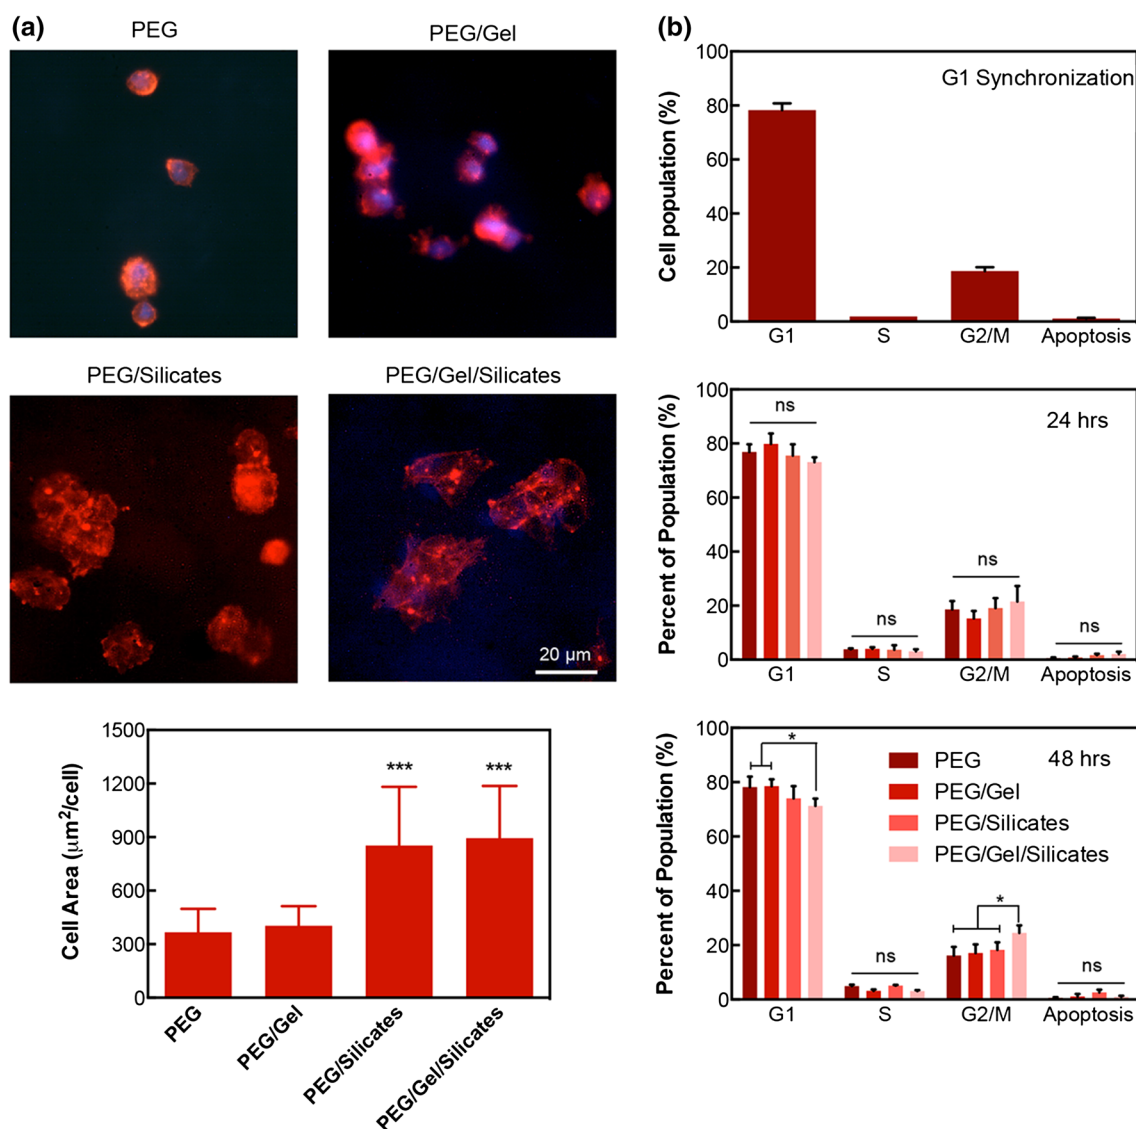 (a)
PEG
PEG/Gel
PEG/Silicates
PEG/Gel/Silicates
20 μm
1500
1200
900
600
300
0
Cell Area (μm²/cell)
***
***
PEG
PEG/Gel
PEG/Silicates
PEG/Gel/Silicates
(b)
100
80
60
40
20
0
Cell population (%)
G1 Synchronization
G1
S
G2/M
Apoptosis
100
80
60
40
20
0
Percent of Population (%)
24 hrs
ns
ns
ns
ns
G1
S
G2/M
Apoptosis
100
80
60
40
20
0
Percent of Population (%)
48 hrs
*
PEG
PEG/Gel
PEG/Silicates
PEG/Gel/Silicates
ns
*
ns
G1
S
G2/M
Apoptosis